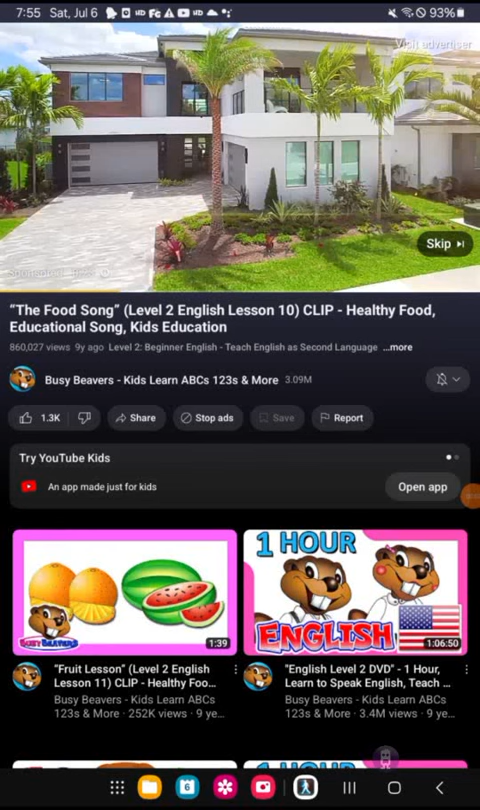 7:55 Sat, Jul 6
93%
Visit advertiser
Skip
“The Food Song” (Level 2 English Lesson 10) CLIP - Healthy Food,
Educational Song, Kids Education
860,027 views 9y ago Level 2: Beginner English - Teach English as Second Language ...more
Busy Beavers - Kids Learn ABCs 123s & More 3.09M
1.3K Share Stop ads Save Report
Try YouTube Kids
An app made just for kids
Open app
BUSY BEAVERS
1:39
1 HOUR
ENGLISH
1:06:50
“Fruit Lesson” (Level 2 English
Lesson 11) CLIP - Healthy Foo...
Busy Beavers - Kids Learn ABCs
123s & More · 252K views · 9 ye...
"English Level 2 DVD" - 1 Hour,
Learn to Speak English, Teach ...
Busy Beavers - Kids Learn ABCs
123s & More · 3.4M views · 9 ye...
6